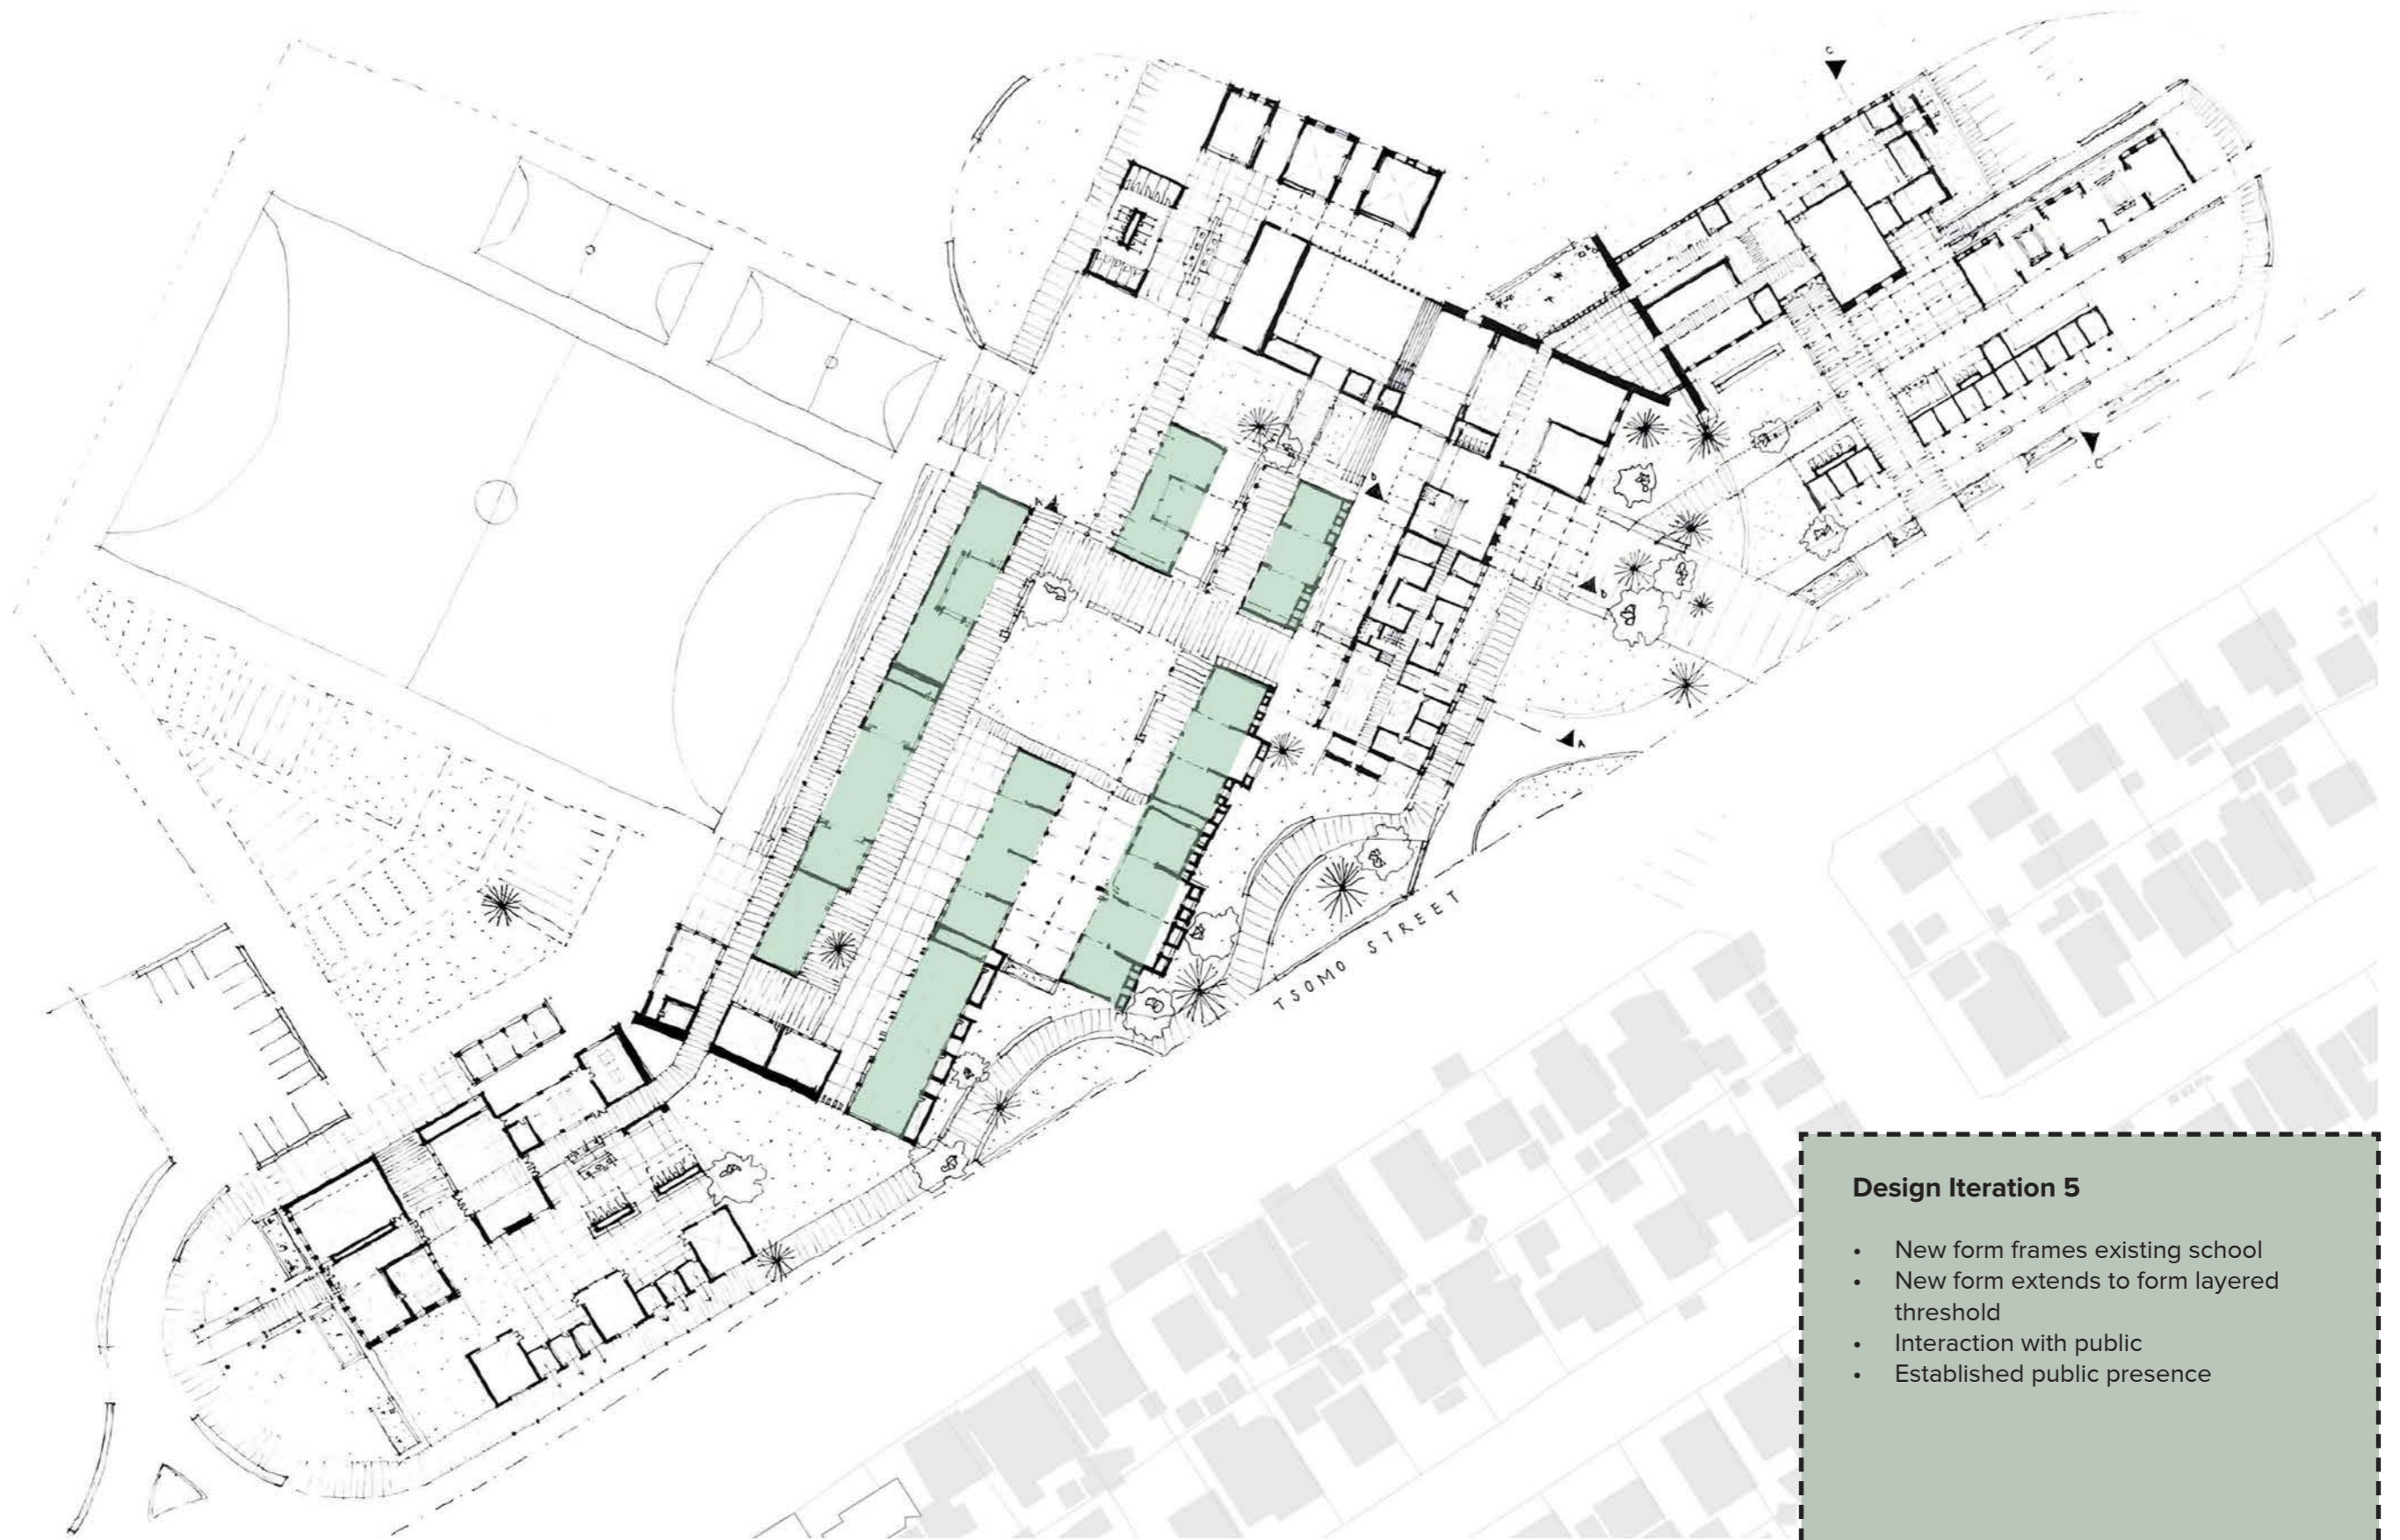 C
A
B
B
A
C
TSOMO STREET
Design Iteration 5
• New form frames existing school
• New form extends to form layered
threshold
• Interaction with public
• Established public presence